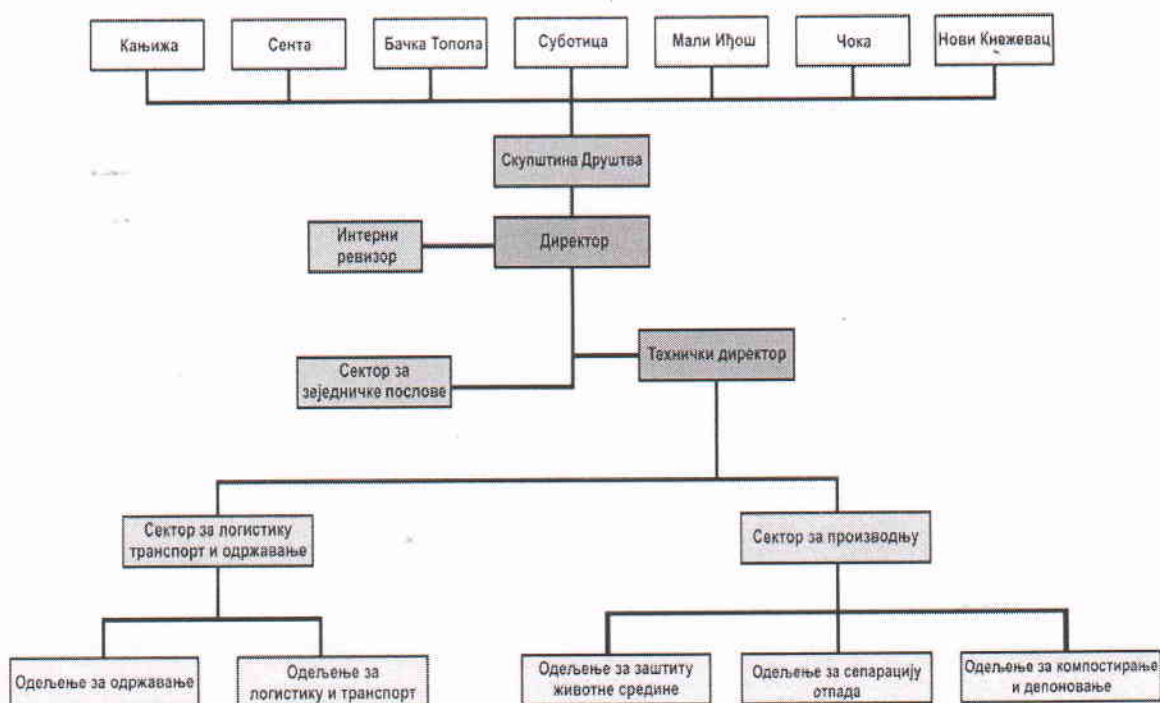 Кањижа
Сента
Бачка Топола
Суботица
Мали Иђош
Чока
Нови Кнежевац
Скупштина Друштва
Интерни
ревизор
Директор
Технички директор
Сектор за
зеједничке послове
Сектор за логистику
транспорт и одржавање
Сектор за производњу
Одељење за одржавање
Одељење за
логистику и транспорт
Одељење за заштиту
животне средине
Одељење за сепарацију
отпада
Одељење за компостирање
и депоновање